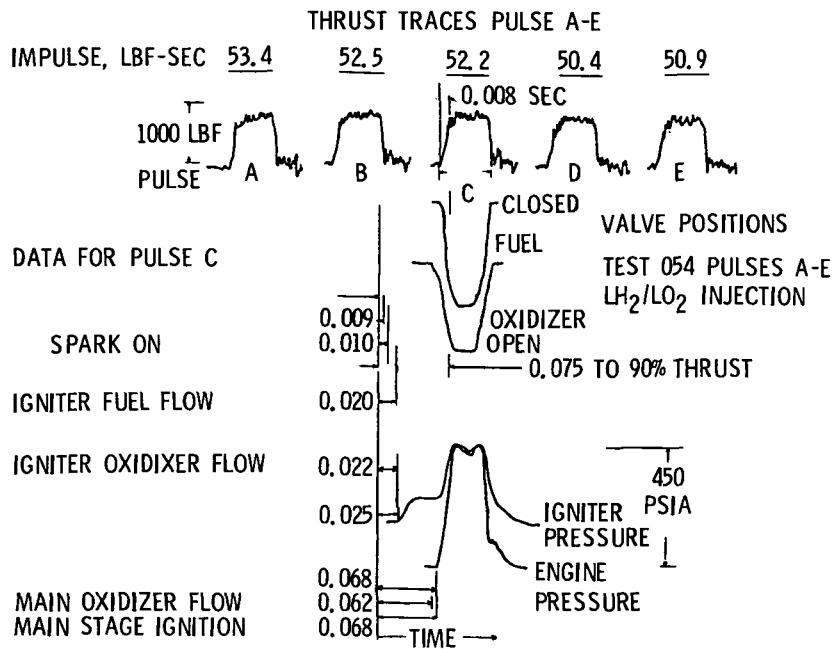 THRUST TRACES PULSE A-E
IMPULSE, LBF-SEC 53.4 52.5 52.2 50.4 50.9
0.008 SEC
1000 LBF
PULSE A B C D E
CLOSED
FUEL
VALVE POSITIONS
DATA FOR PULSE C
TEST 054 PULSES A-E
LH2/LO2 INJECTION
0.009
OXIDIZER
SPARK ON 0.010
OPEN
0.075 TO 90% THRUST
IGNITER FUEL FLOW 0.020
IGNITER OXIDIXER FLOW 0.022
450
PSIA
0.025
IGNITER
PRESSURE
ENGINE
PRESSURE
0.068
MAIN OXIDIZER FLOW 0.062
MAIN STAGE IGNITION 0.068
TIME